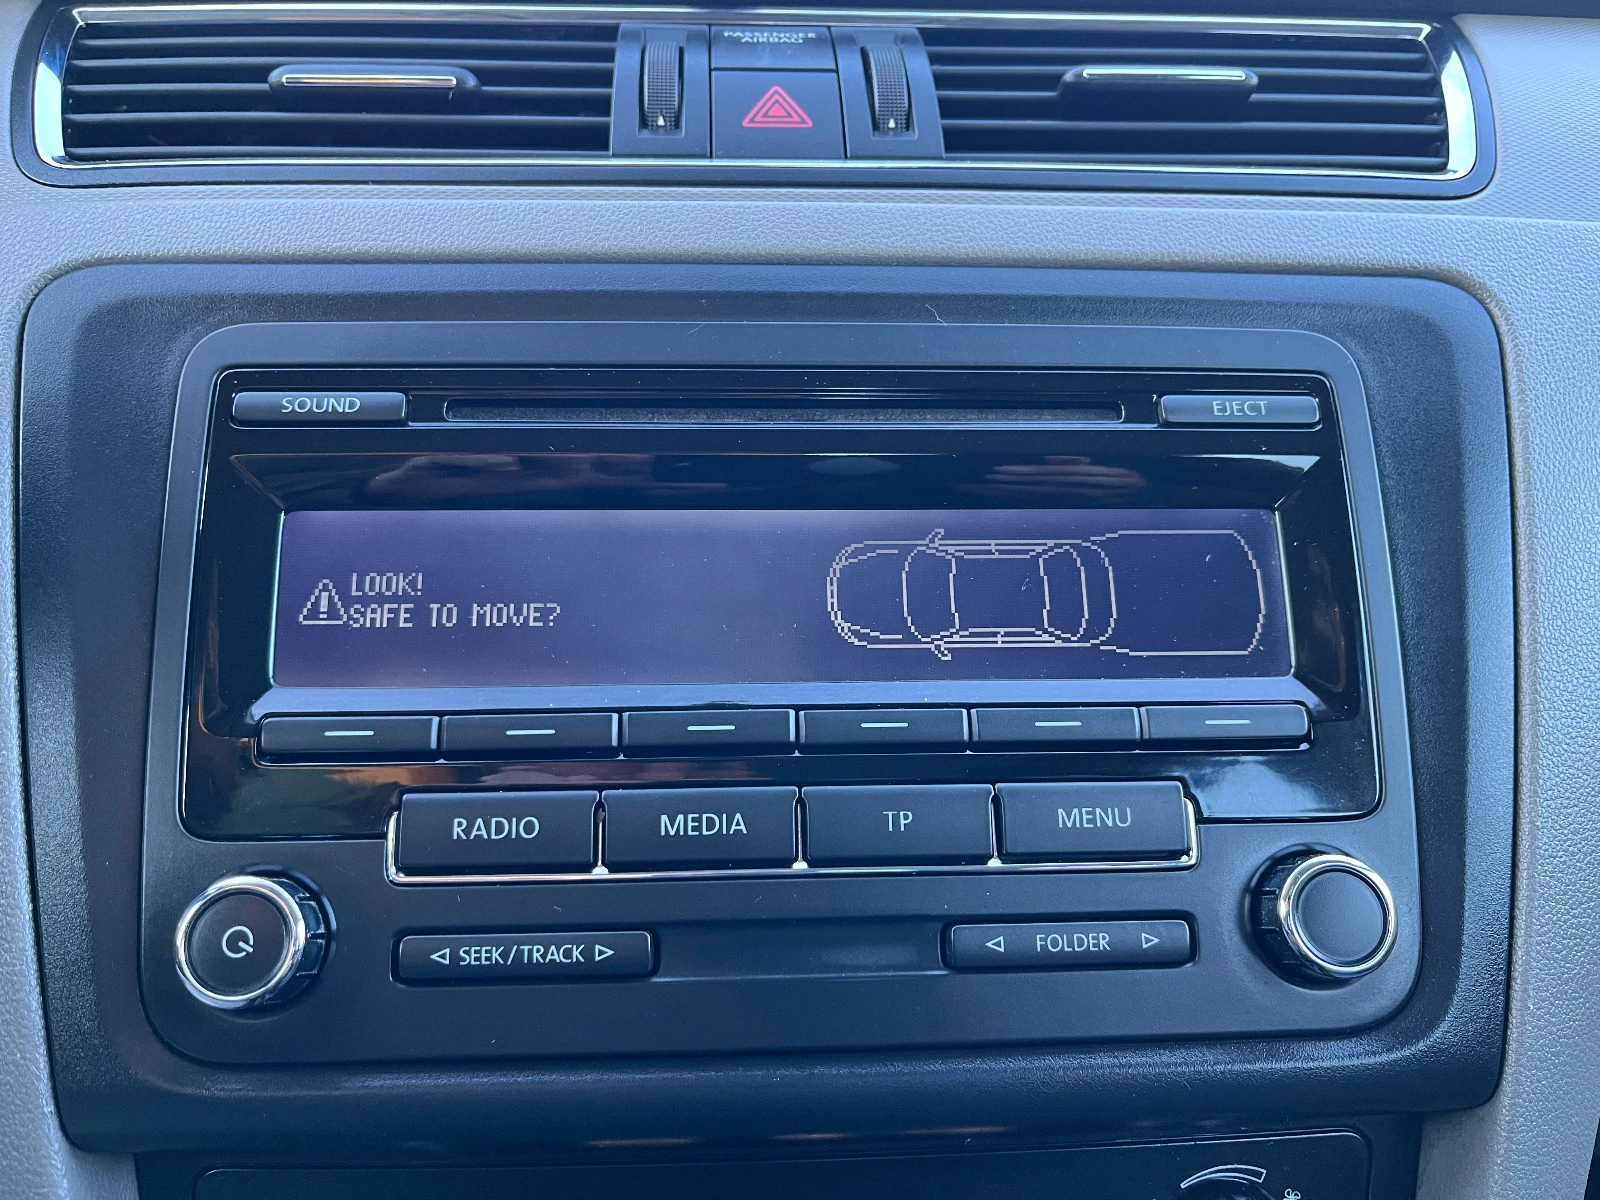 PASSENGER
AIRBAG
SOUND
EJECT
LOOK!
SAFE TO MOVE?
RADIO
MEDIA
TP
MENU
SEEK/TRACK
FOLDER